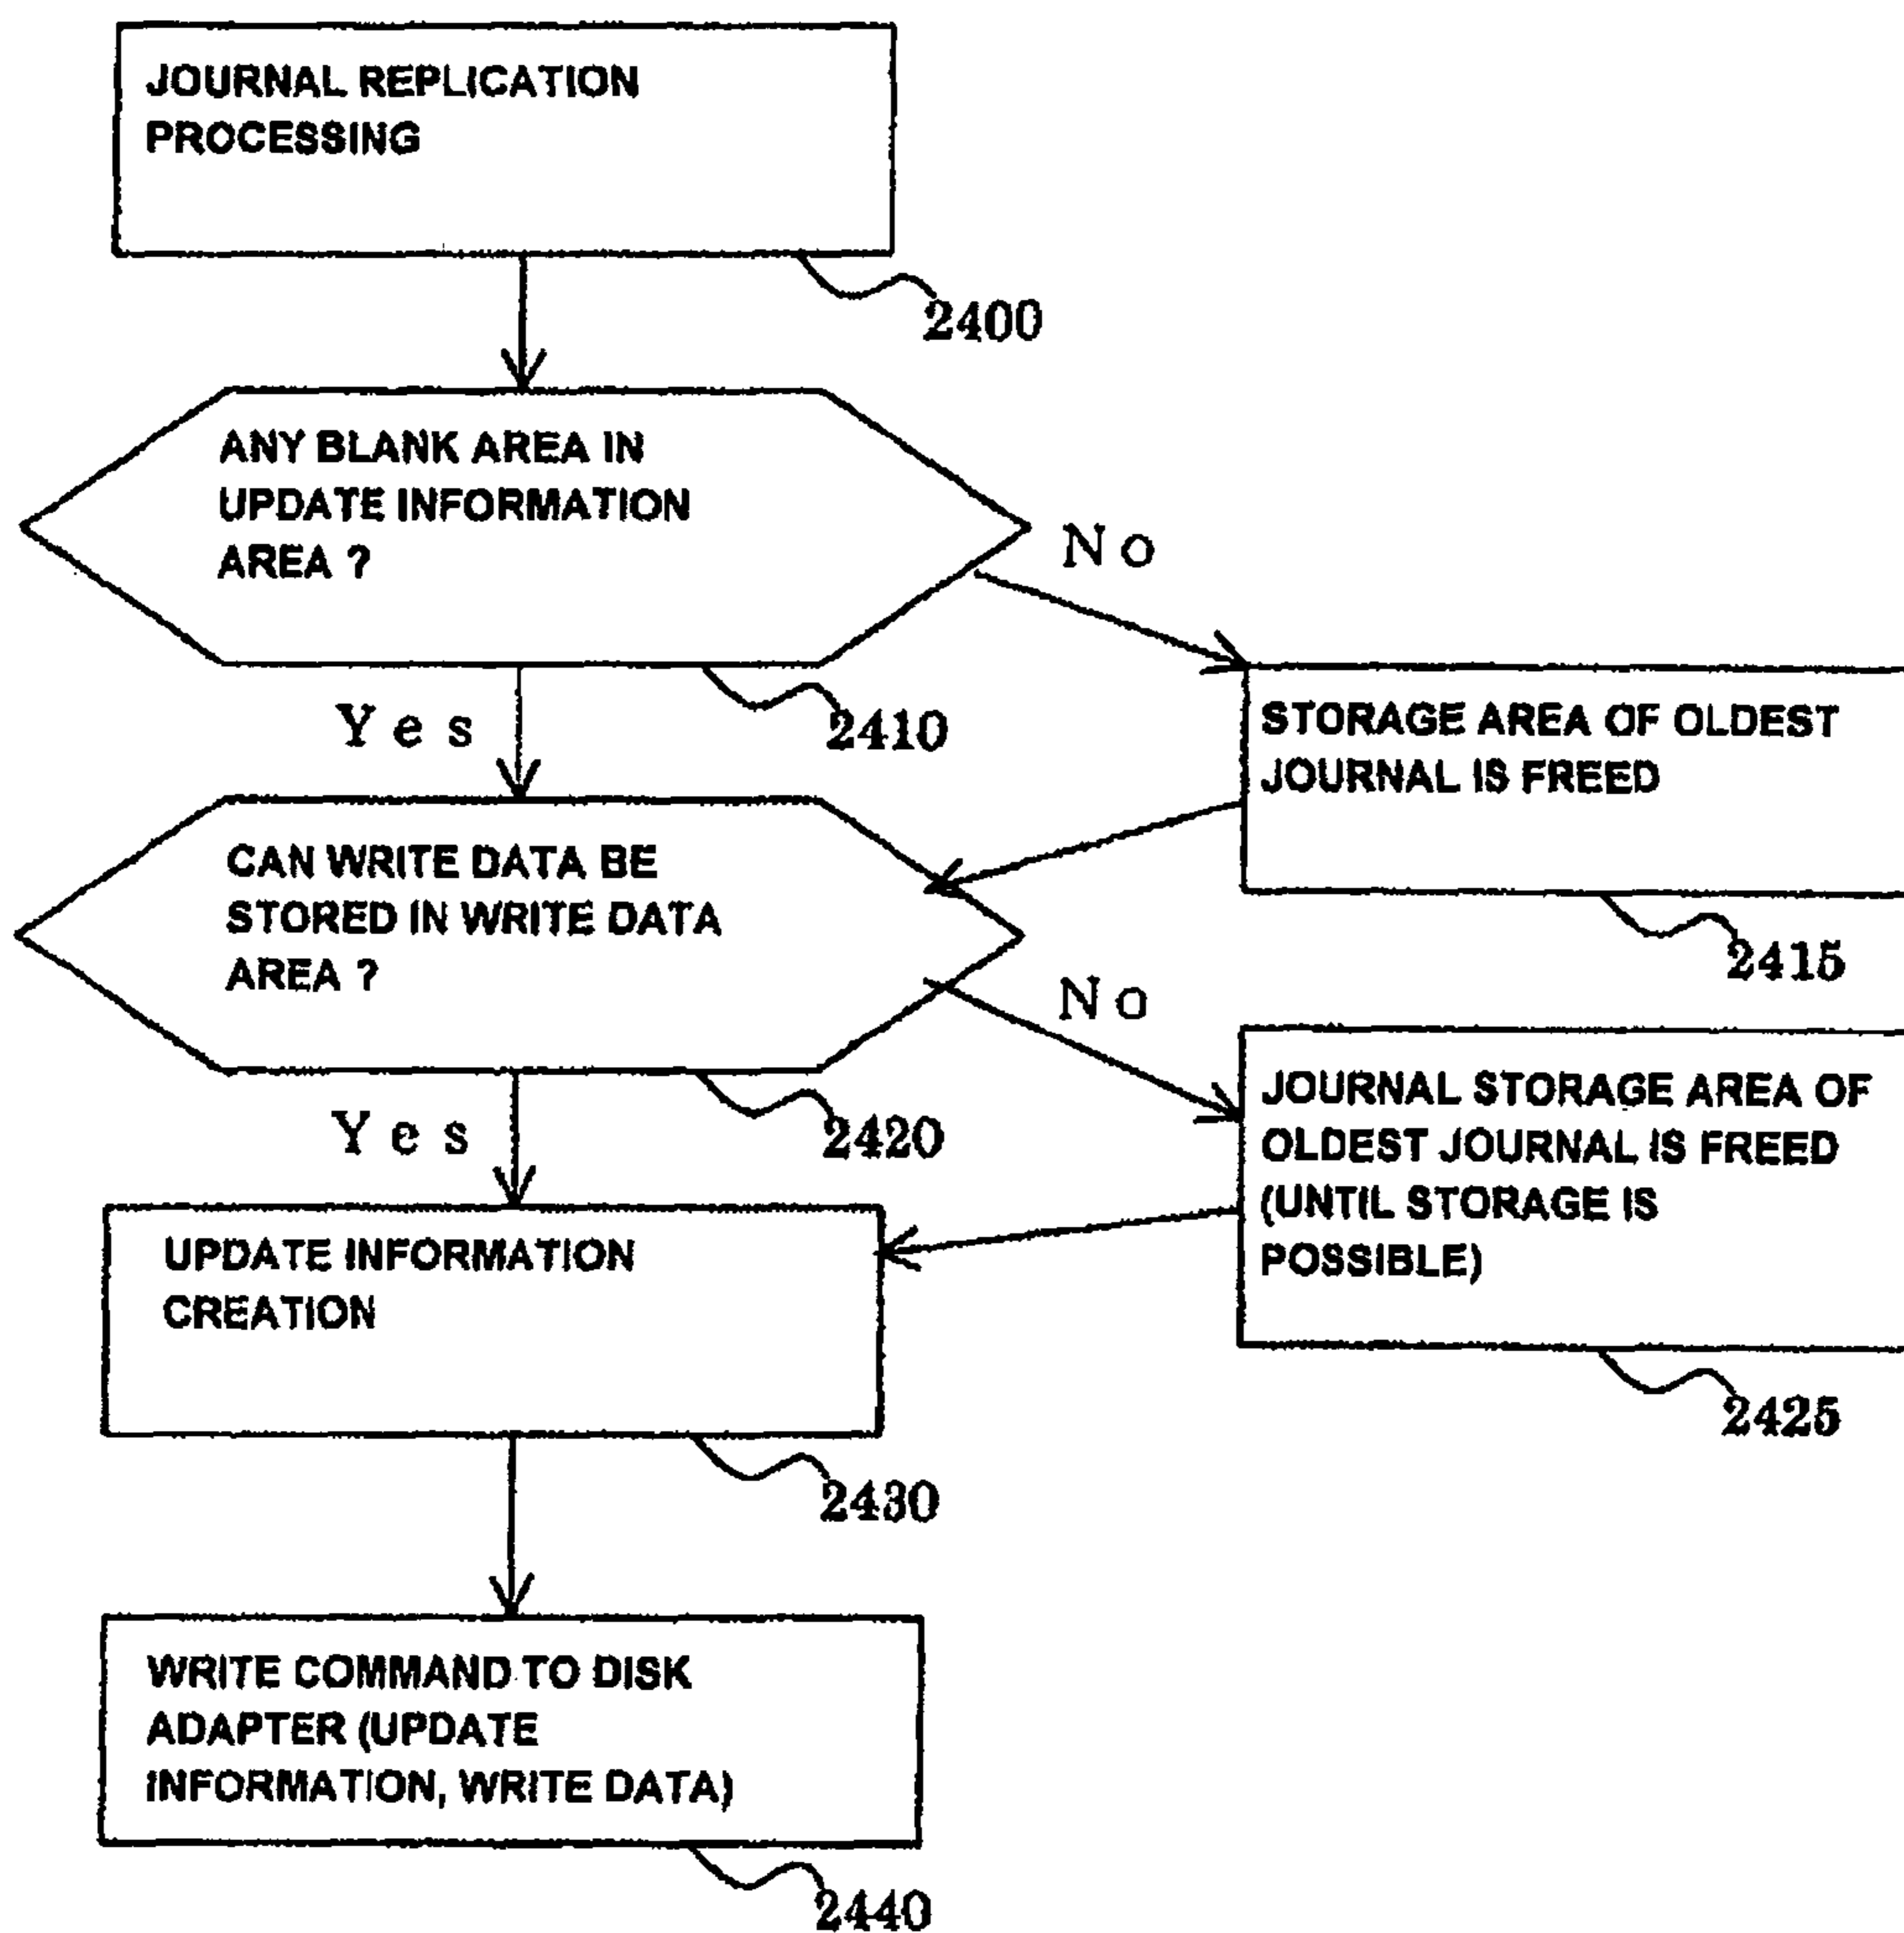 JOURNAL REPLICATION
PROCESSING
2400
ANY BLANK AREA IN
UPDATE INFORMATION
AREA ?
No
Yes
2410
STORAGE AREA OF OLDEST
JOURNAL IS FREED
2415
CAN WRITE DATA BE
STORED IN WRITE DATA
AREA ?
No
Yes
2420
JOURNAL STORAGE AREA OF
OLDEST JOURNAL IS FREED
(UNTIL STORAGE IS
POSSIBLE)
2425
UPDATE INFORMATION
CREATION
2430
WRITE COMMAND TO DISK
ADAPTER (UPDATE
INFORMATION, WRITE DATA)
2440